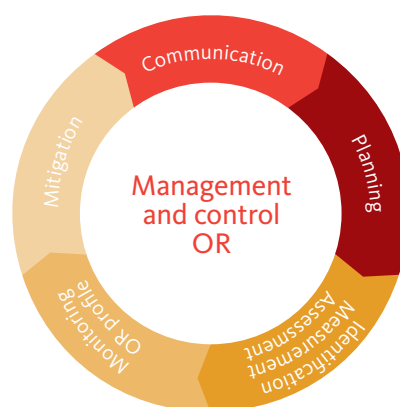 Communication
Planning
Identification
Measurement
Assessment
Monitoring
OR profile
Mitigation
Management
and control
OR